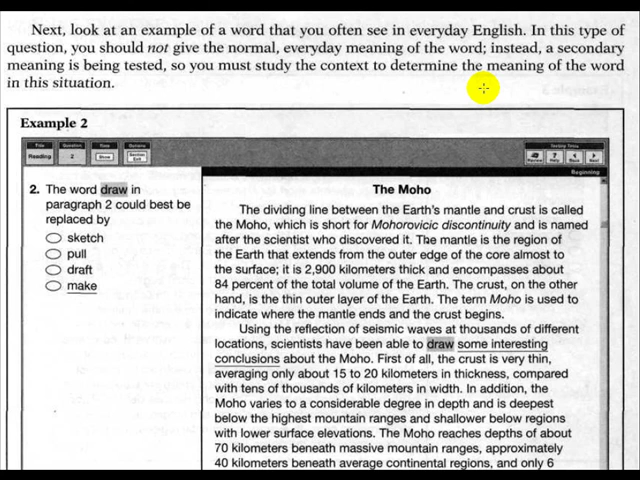 Next, look at an example of a word that you often see in everyday English. In this type of
question, you should not give the normal, everyday meaning of the word; instead, a secondary
meaning is being tested, so you must study the context to determine the meaning of the word
in this situation.
Example 2
Title
Reading
Question
2
Time
Show
Section
Exit
Testing Tools
Review
Help
Back
Next
Beginning
2. The word draw in
paragraph 2 could best be
replaced by
sketch
pull
draft
make
The Moho
The dividing line between the Earth's mantle and crust is called
the Moho, which is short for Mohorovicic discontinuity and is named
after the scientist who discovered it. The mantle is the region of
the Earth that extends from the outer edge of the core almost to
the surface; it is 2,900 kilometers thick and encompasses about
84 percent of the total volume of the Earth. The crust, on the other
hand, is the thin outer layer of the Earth. The term Moho is used to
indicate where the mantle ends and the crust begins.
Using the reflection of seismic waves at thousands of different
locations, scientists have been able to draw some interesting
conclusions about the Moho. First of all, the crust is very thin,
averaging only about 15 to 20 kilometers in thickness, compared
with tens of thousands of kilometers in width. In addition, the
Moho varies to a considerable degree in depth and is deepest
below the highest mountain ranges and shallower below regions
with lower surface elevations. The Moho reaches depths of about
70 kilometers beneath massive mountain ranges, approximately
40 kilometers beneath average continental regions, and only 6